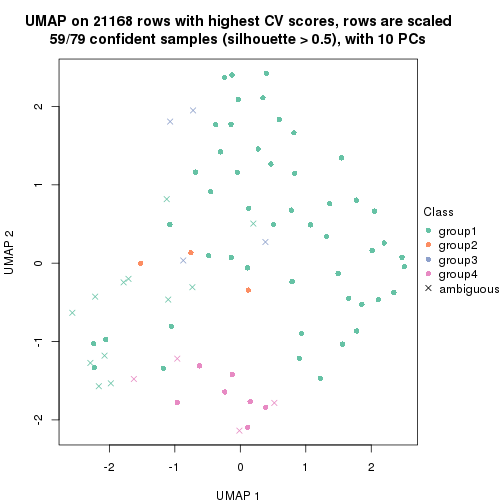 UMAP on 21168 rows with highest CV scores, rows are scaled
59/79 confident samples (silhouette > 0.5), with 10 PCs
2
1
0
-1
-2
UMAP 2
-2
-1
0
1
2
UMAP 1
Class
group1
group2
group3
group4
ambiguous